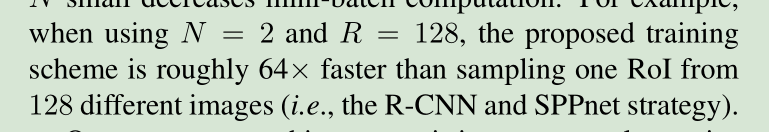 N small decreases mini-batch computation. For example,
when using N = 2 and R = 128, the proposed training
scheme is roughly 64× faster than sampling one RoI from
128 different images (i.e., the R-CNN and SPPnet strategy).